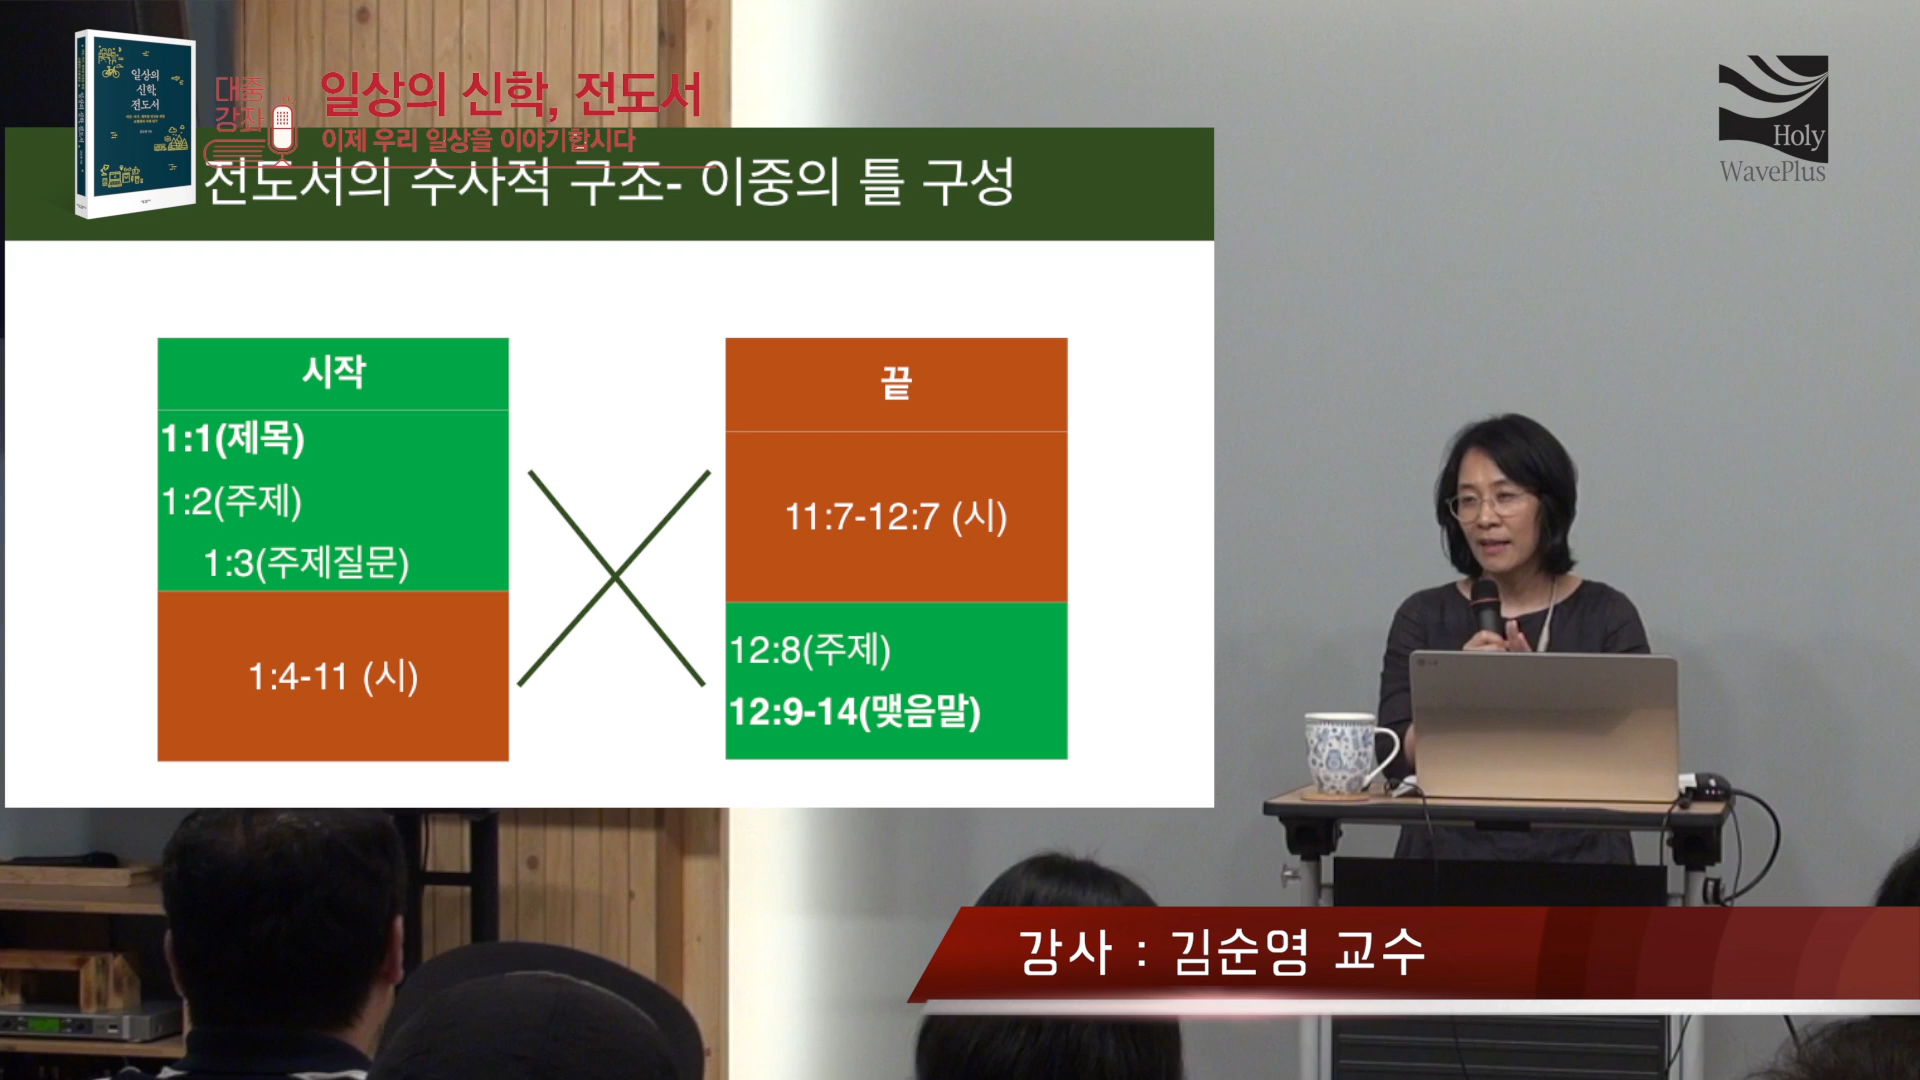 일상의
신학,
전도서
대중
강좌
일상의 신학, 전도서
이제 우리 일상을 이야기합시다
Holy
WavePlus
전도서의 수사적 구조- 이중의 틀 구성
시작
1:1(제목)
1:2(주제)
1:3(주제질문)
1:4-11 (시)
끝
11:7-12:7 (시)
12:8(주제)
12:9-14(맺음말)
LG
강사 : 김순영 교수